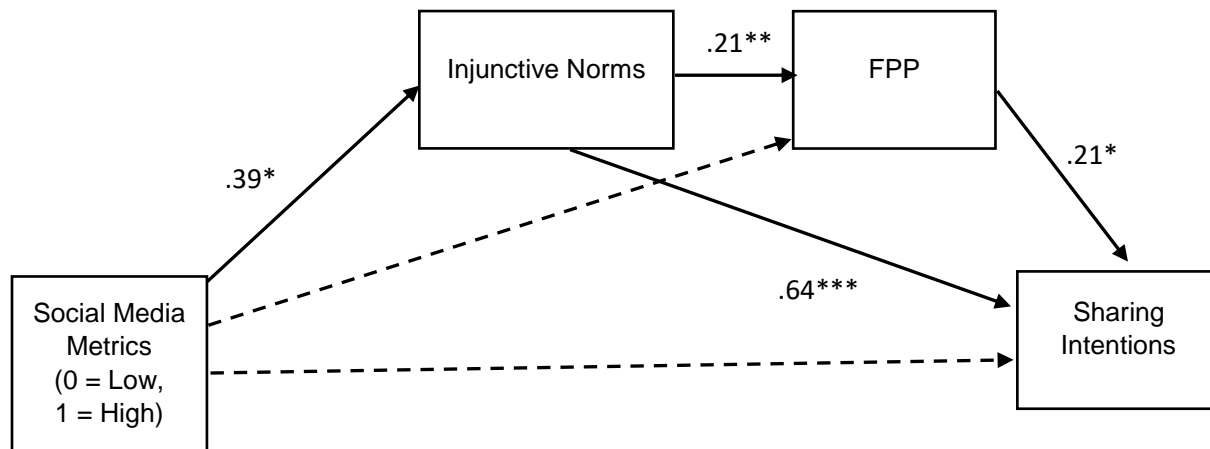 Injunctive Norms
.21**
FPP
.39*
.21*
.64***
Social Media
Metrics
(0 = Low,
1 = High)
Sharing
Intentions